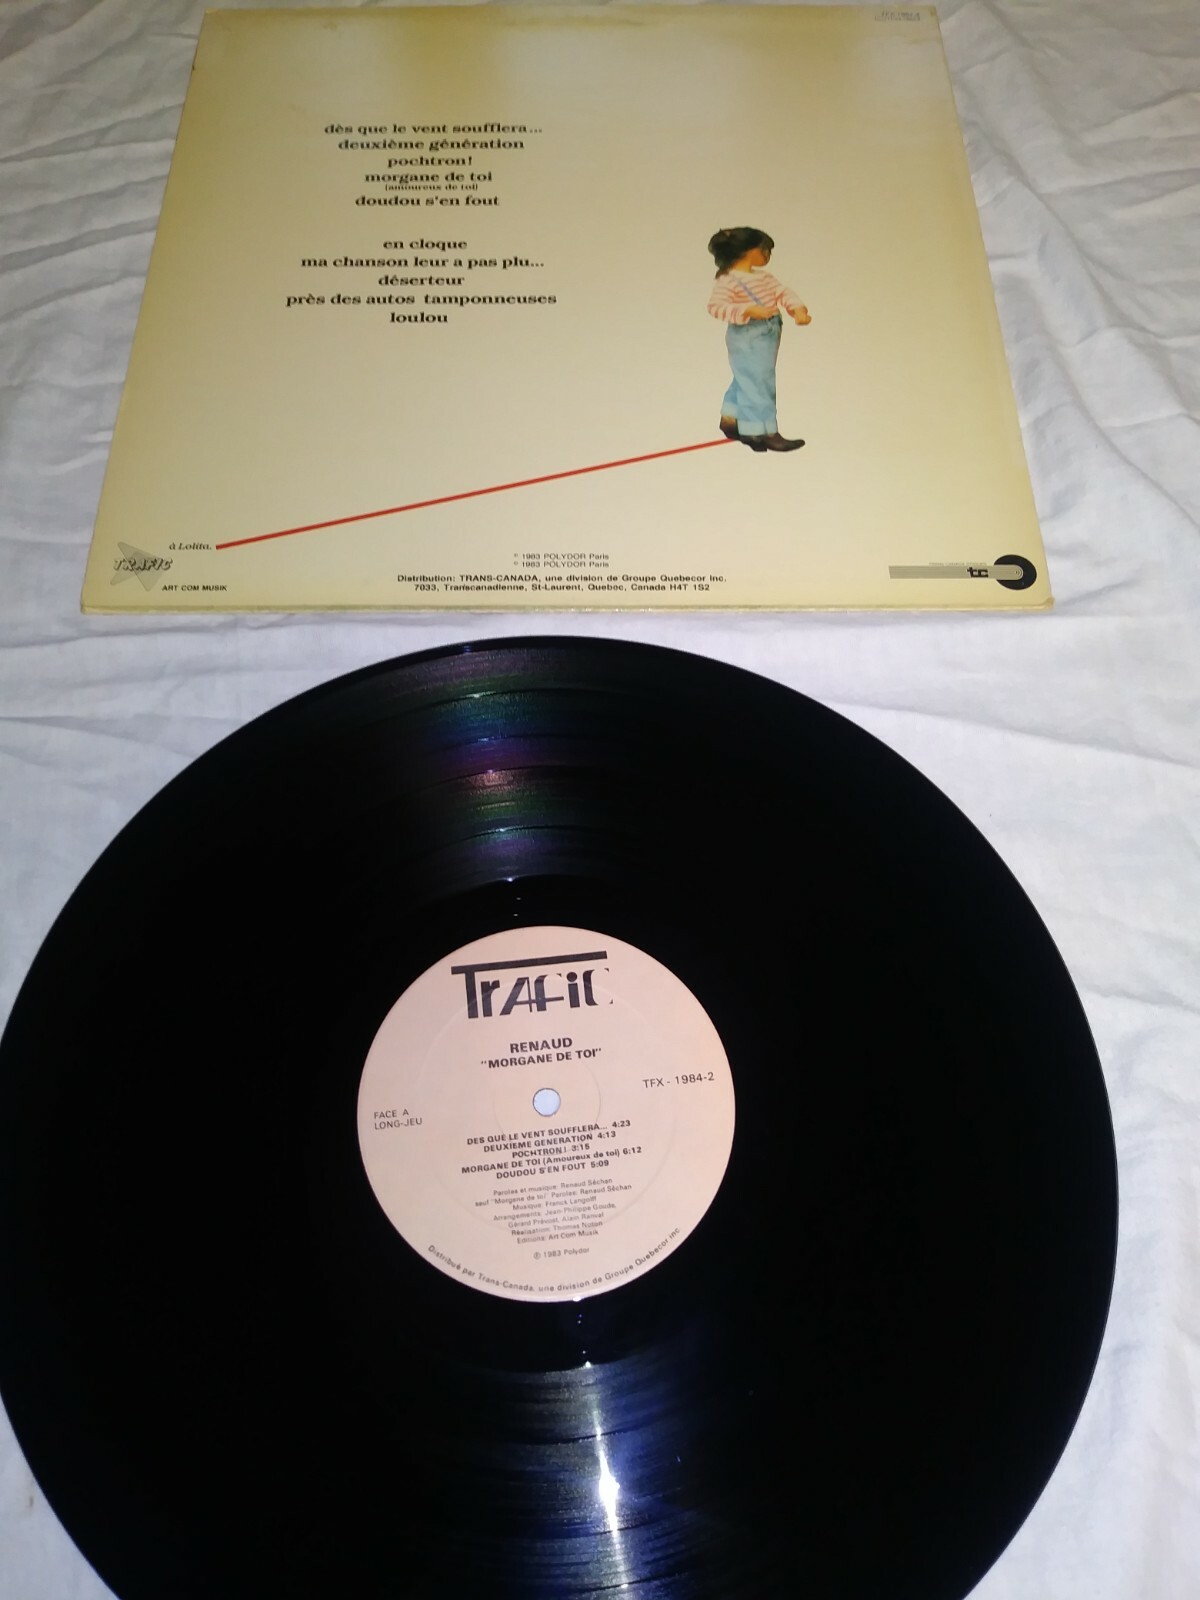 dès que le vent soufflera...
deuxième génération
pochtron!
morgane de toi
(amoureux de toi)
doudou s'en fout
en cloque
ma chanson leur a pas plu...
déserteur
près des autos tamponneuses
loulou
à Lolita.
TRAFIC
ART COM MUSIK
℗ 1983 POLYDOR Paris
© 1983 POLYDOR Paris
Distribution: TRANS-CANADA, une division de Groupe Quebecor Inc.
7033, Transcanadienne, St-Laurent, Quebec, Canada H4T 1S2
tc
TrAFiC
RENAUD
"MORGANE DE TOI"
TFX - 1984-2
FACE A
LONG-JEU
DES QUE LE VENT SOUFFLERA... 4:23
DEUXIEME GENERATION 4:13
POCHTRON! 3:15
MORGANE DE TOI (Amoureux de toi) 6:12
DOUDOU S'EN FOUT 5:09
Paroles et musique: Renaud Séchan
sauf "Morgane de toi" Paroles: Renaud Séchan
Musique: Franck Langolff
Arrangements: Jean-Philippe Goude,
Gérard Prévost, Alain Ranval
Réalisation: Thomas Noton
Editions: Art Com Musik
℗ 1983 Polydor
Distribué par Trans-Canada, une division de Groupe Quebecor inc